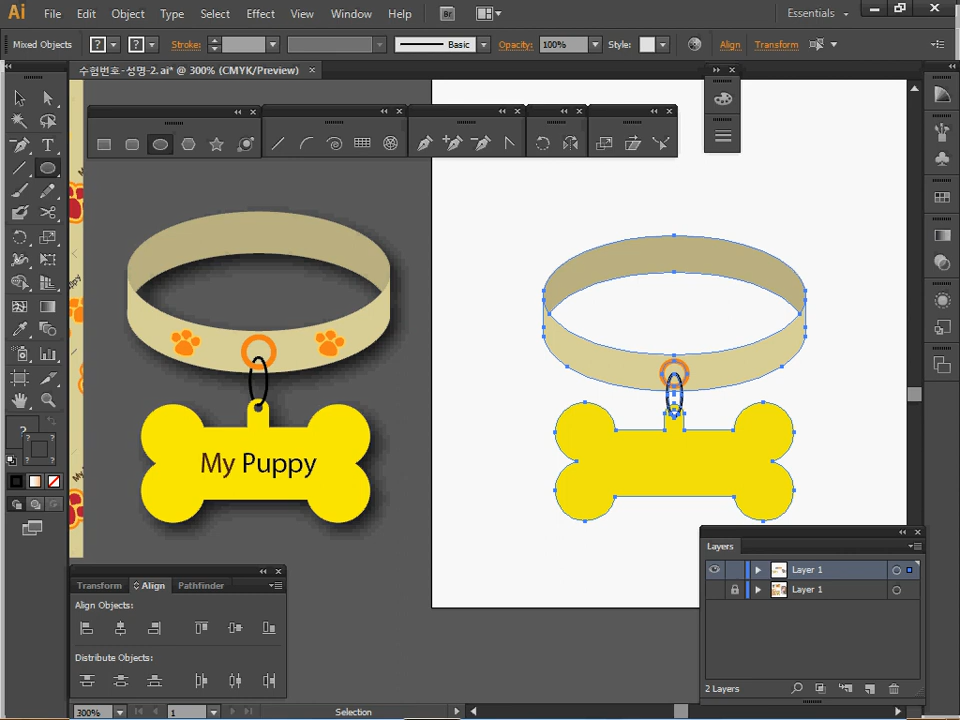 Ai File Edit Object Type Select Effect View Window Help Br Essentials
Mixed Objects ? ? Stroke: Basic Opacity: 100% Style: Align Transform
수험번호-성명-2.ai* @ 300% (CMYK/Preview) ×
T
My Puppy
?
?
?
Layers
Layer 1
Layer 1
2 Layers
Transform Align Pathfinder
Align Objects:
Distribute Objects:
300% 1 Selection